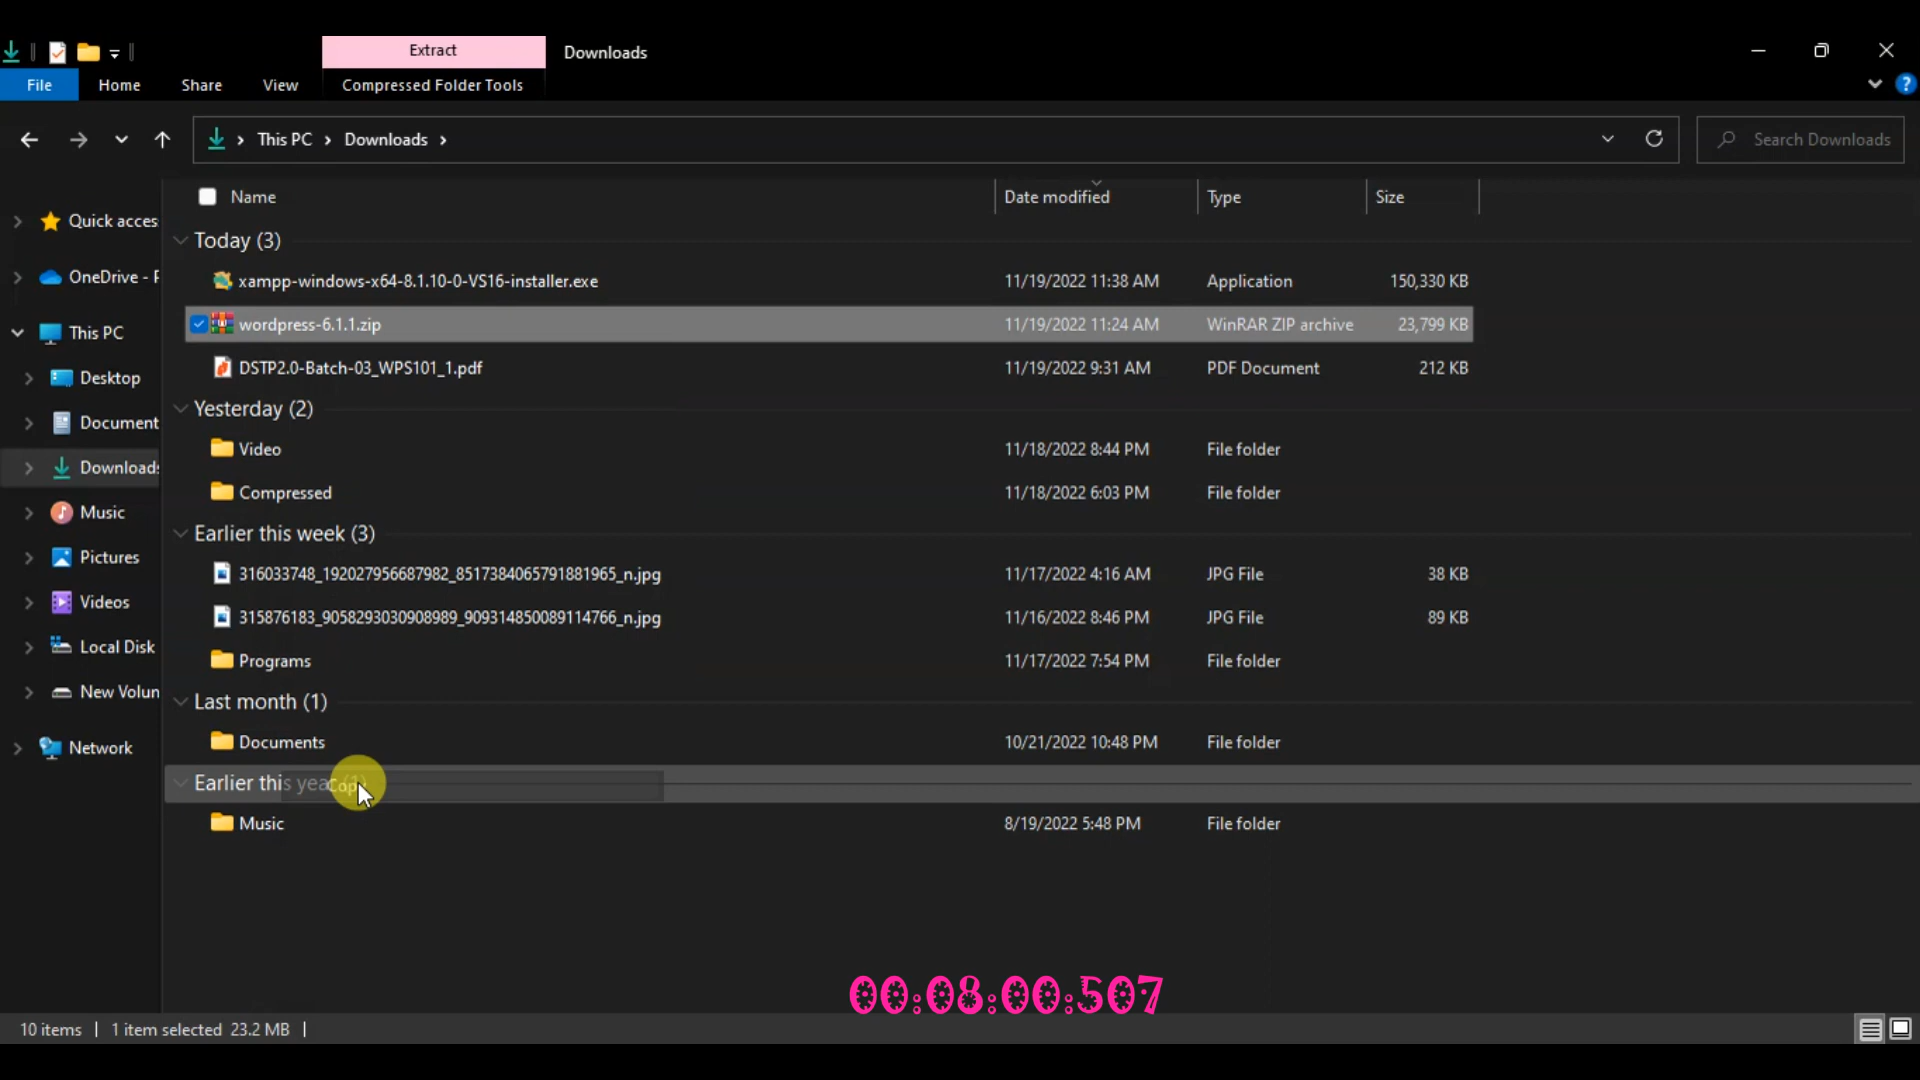 Extract
Downloads
File
Home
Share
View
Compressed Folder Tools
This PC
Downloads
Search Downloads
Name
Date modified
Type
Size
Quick acces
OneDrive - P
This PC
Desktop
Document
Downloads
Music
Pictures
Videos
Local Disk
New Volun
Network
Today (3)
xampp-windows-x64-8.1.10-0-VS16-installer.exe 11/19/2022 11:38 AM Application 150,330 KB
wordpress-6.1.1.zip 11/19/2022 11:24 AM WinRAR ZIP archive 23,799 KB
DSTP2.0-Batch-03_WPS101_1.pdf 11/19/2022 9:31 AM PDF Document 212 KB
Yesterday (2)
Video 11/18/2022 8:44 PM File folder
Compressed 11/18/2022 6:03 PM File folder
Earlier this week (3)
316033748_192027956687982_8517384065791881965_n.jpg 11/17/2022 4:16 AM JPG File 38 KB
315876183_9058293030908989_909314850089114766_n.jpg 11/16/2022 8:46 PM JPG File 89 KB
Programs 11/17/2022 7:54 PM File folder
Last month (1)
Documents 10/21/2022 10:48 PM File folder
Earlier this year (1)
Music 8/19/2022 5:48 PM File folder
00:08:00:507
10 items
1 item selected 23.2 MB